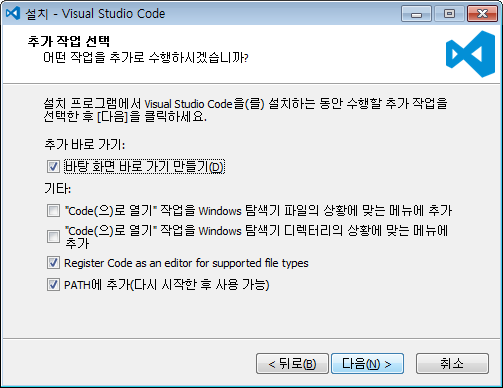 설치 - Visual Studio Code
추가 작업 선택
어떤 작업을 추가로 수행하시겠습니까?
설치 프로그램에서 Visual Studio Code을(를) 설치하는 동안 수행할 추가 작업을
선택한 후 [다음]을 클릭하세요.
추가 바로 가기:
바탕 화면 바로 가기 만들기(D)
기타:
"Code(으)로 열기" 작업을 Windows 탐색기 파일의 상황에 맞는 메뉴에 추가
"Code(으)로 열기" 작업을 Windows 탐색기 디렉터리의 상황에 맞는 메뉴에
추가
Register Code as an editor for supported file types
PATH에 추가(다시 시작한 후 사용 가능)
< 뒤로(B) 다음(N) > 취소